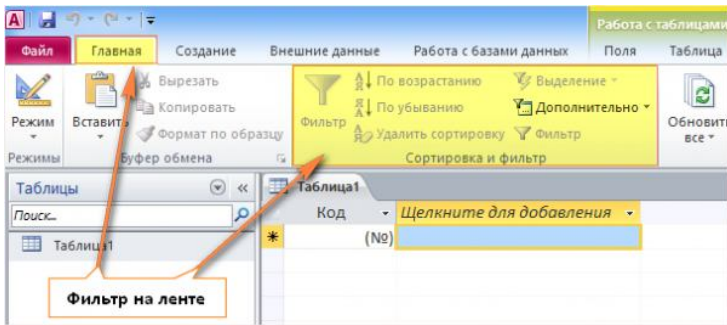 A
Работа с таблицами
Файл Главная Создание Внешние данные Работа с базами данных Поля Таблица
Режим
Вставить
Вырезать
Копировать
Формат по образцу
Фильтр
По возрастанию
По убыванию
Удалить сортировку
Выделение
Дополнительно
Фильтр
Обновить
все
Режимы Буфер обмена Сортировка и фильтр
Таблицы
Поиск...
Таблица1
Таблица1
Код Щелкните для добавления
(№)
Фильтр на ленте